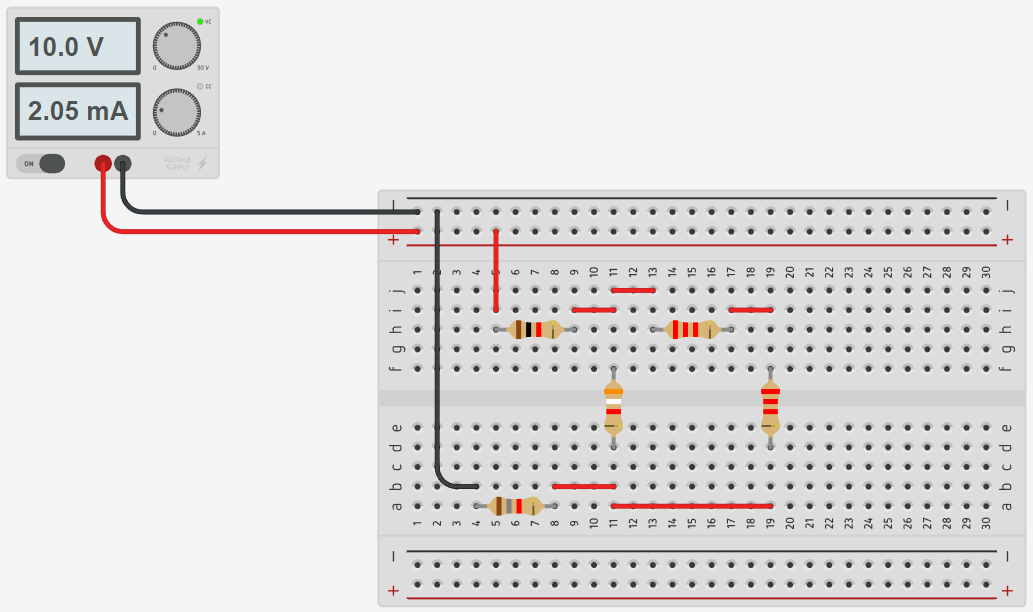 10.0 V
VC
0 30 V
2.05 mA
CC
0 5 A
ON
VOLTAGE
SUPPLY
− −
+ +
1 2 3 4 5 6 7 8 9 10 11 12 13 14 15 16 17 18 19 20 21 22 23 24 25 26 27 28 29 30
j j
i i
h h
g g
f f
e e
d d
c c
b b
a a
1 2 3 4 5 6 7 8 9 10 11 12 13 14 15 16 17 18 19 20 21 22 23 24 25 26 27 28 29 30
− −
+ +